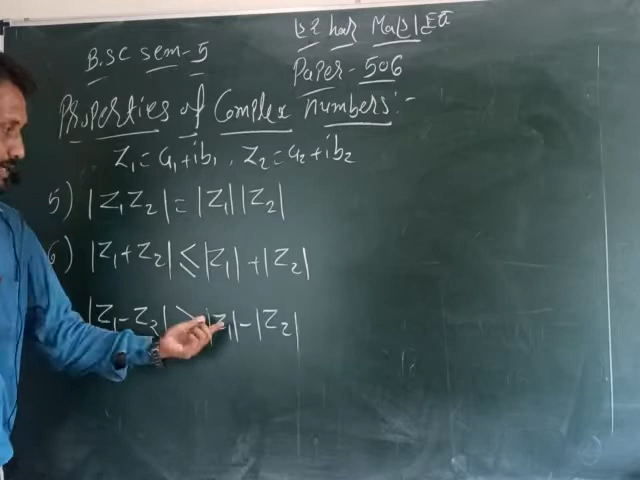 B.SC sem-5
Paper-506
Properties of Complex numbers:-
Z₁=a₁+ib₁, Z₂=a₂+ib₂
5) |Z₁Z₂|=|Z₁||Z₂|
6) |Z₁+Z₂|≤|Z₁|+|Z₂|
|Z₁-Z₂|≥|Z₁|-|Z₂|